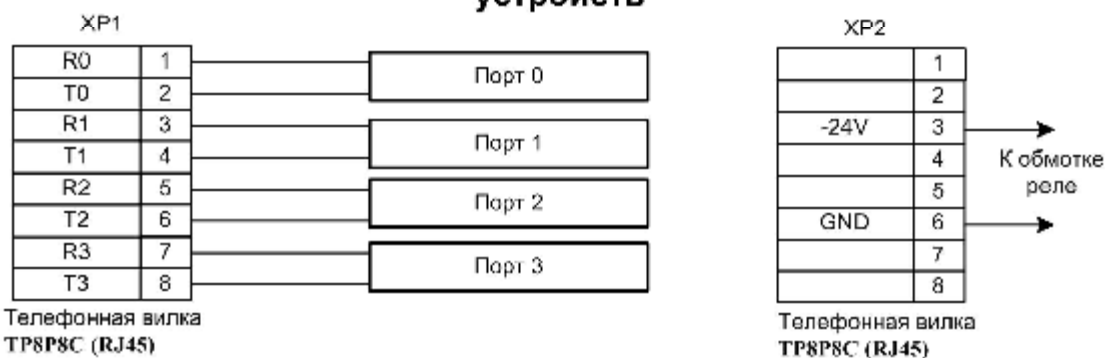 XP1
R0 1
T0 2
R1 3
T1 4
R2 5
T2 6
R3 7
T3 8
Порт 0
Порт 1
Порт 2
Порт 3
Телефонная вилка
TP8P8C (RJ45)
XP2
1
2
-24V 3
4
5
GND 6
7
8
К обмотке
реле
Телефонная вилка
TP8P8C (RJ45)